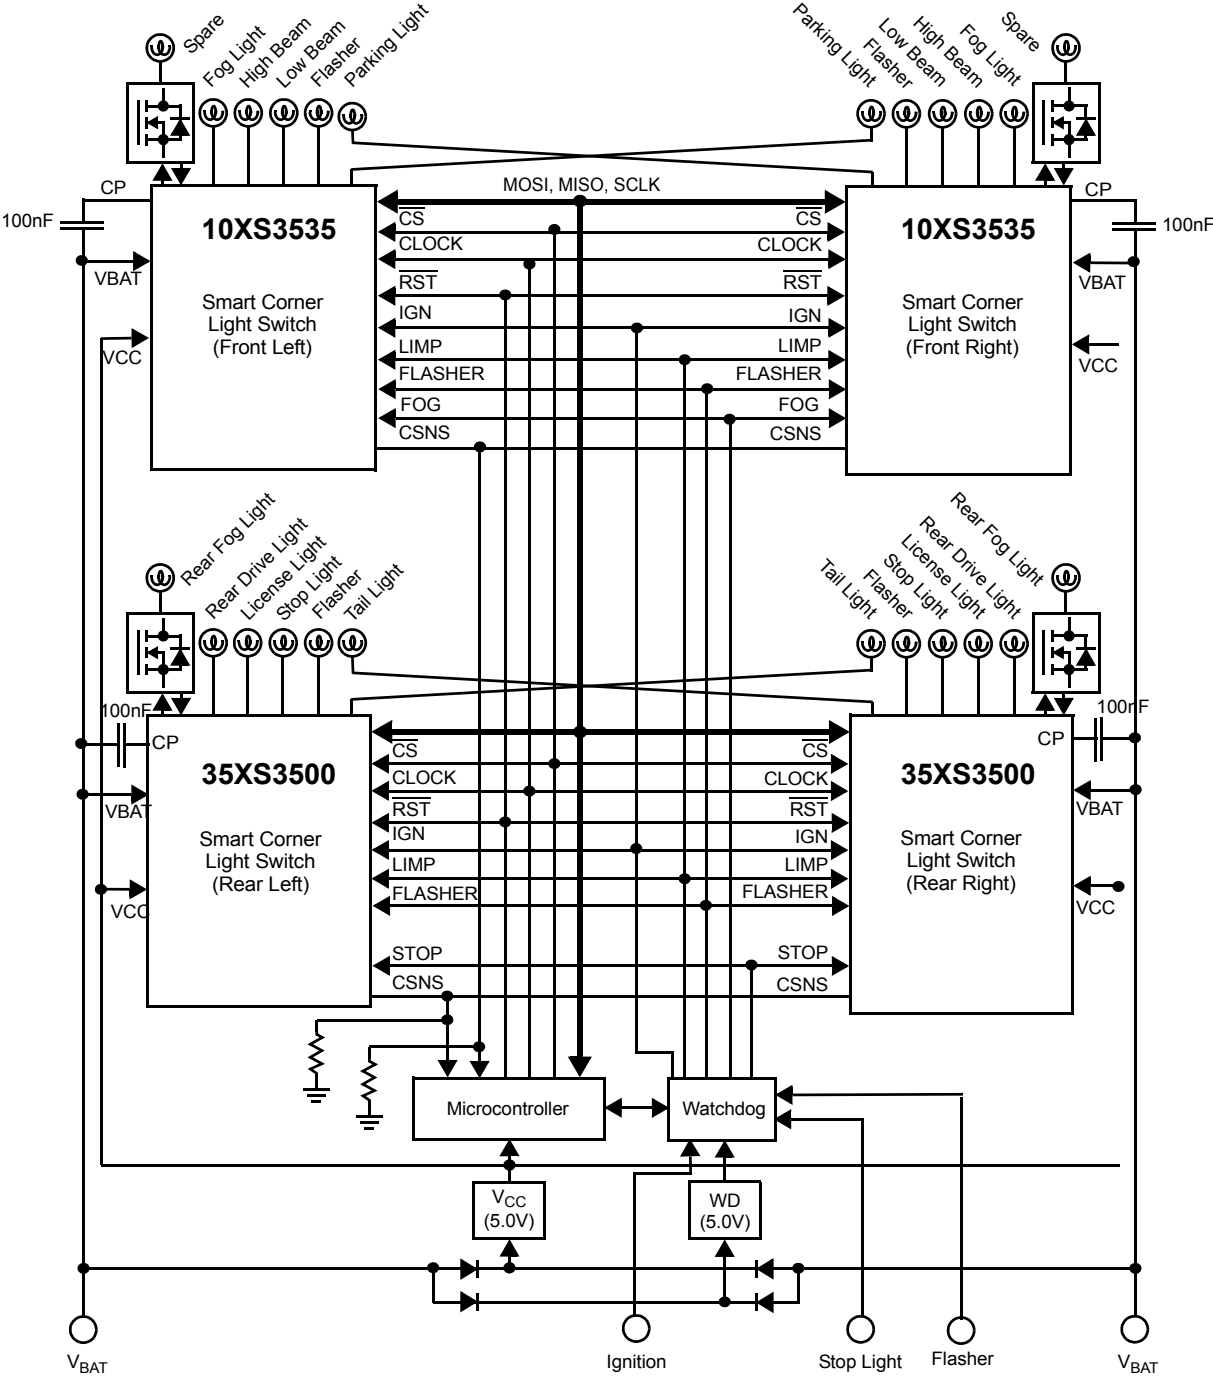 Spare
Fog Light
High Beam
Low Beam
Flasher
Parking Light
Parking Light
Flasher
Low Beam
High Beam
Fog Light
Spare
CP
MOSI, MISO, SCLK
CP
100nF
10XS3535
CS
CS
10XS3535
100nF
CLOCK
CLOCK
VBAT
RST
RST
VBAT
Smart Corner
Light Switch
(Front Left)
IGN
IGN
Smart Corner
Light Switch
(Front Right)
VCC
LIMP
LIMP
VCC
FLASHER
FLASHER
FOG
FOG
CSNS
CSNS
Rear Fog Light
Rear Drive Light
License Light
Stop Light
Flasher
Tail Light
Tail Light
Flasher
Stop Light
License Light
Rear Drive Light
Rear Fog Light
100nF
100nF
CP
CP
35XS3500
CS
CS
35XS3500
CLOCK
CLOCK
VBAT
RST
RST
VBAT
Smart Corner
Light Switch
(Rear Left)
IGN
IGN
Smart Corner
Light Switch
(Rear Right)
LIMP
LIMP
FLASHER
FLASHER
VCC
VCC
STOP
STOP
CSNS
CSNS
Microcontroller
Watchdog
VCC
(5.0V)
WD
(5.0V)
VBAT
Ignition
Stop Light
Flasher
VBAT